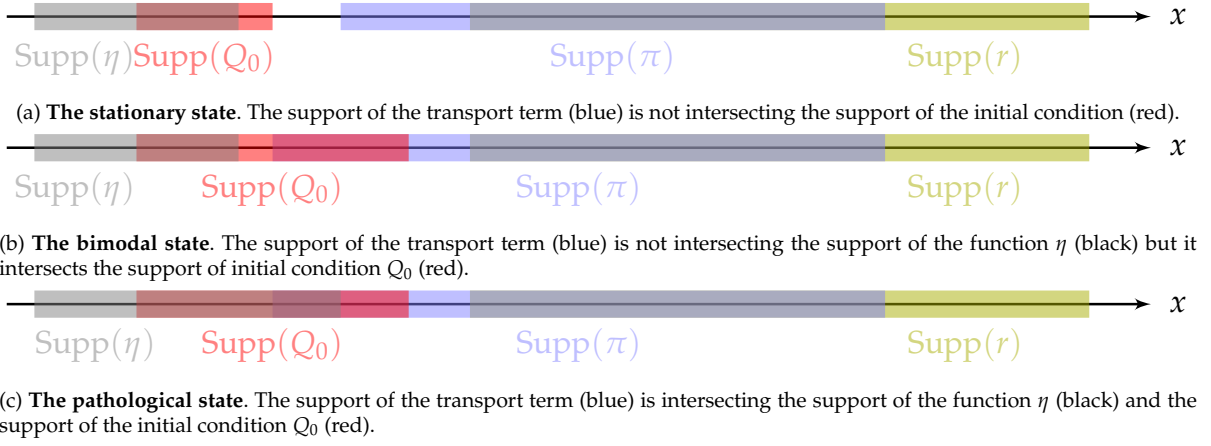 x
Supp(η) Supp(Q₀) Supp(π) Supp(r)
(a) The stationary state. The support of the transport term (blue) is not intersecting the support of the initial condition (red).
x
Supp(η) Supp(Q₀) Supp(π) Supp(r)
(b) The bimodal state. The support of the transport term (blue) is not intersecting the support of the function η (black) but it
intersects the support of initial condition Q₀ (red).
x
Supp(η) Supp(Q₀) Supp(π) Supp(r)
(c) The pathological state. The support of the transport term (blue) is intersecting the support of the function η (black) and the
support of the initial condition Q₀ (red).